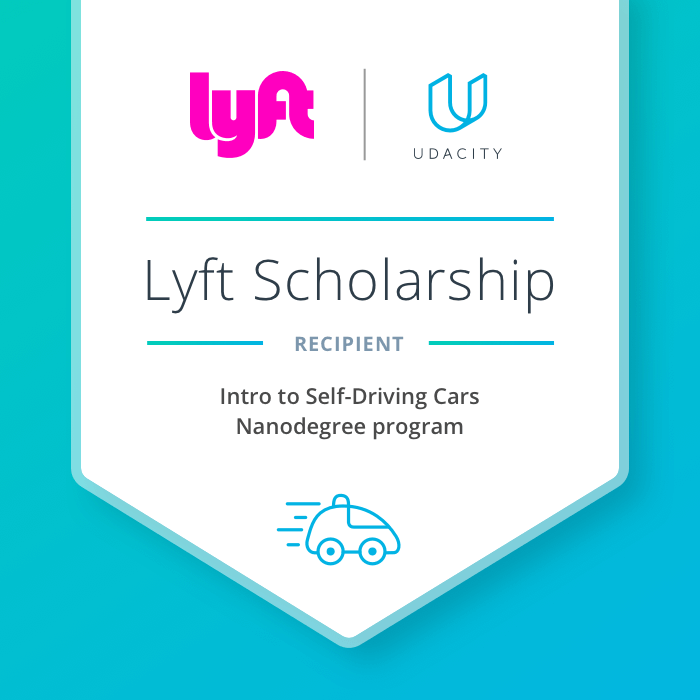 lyft
UDACITY
Lyft Scholarship
RECIPIENT
Intro to Self-Driving Cars
Nanodegree program